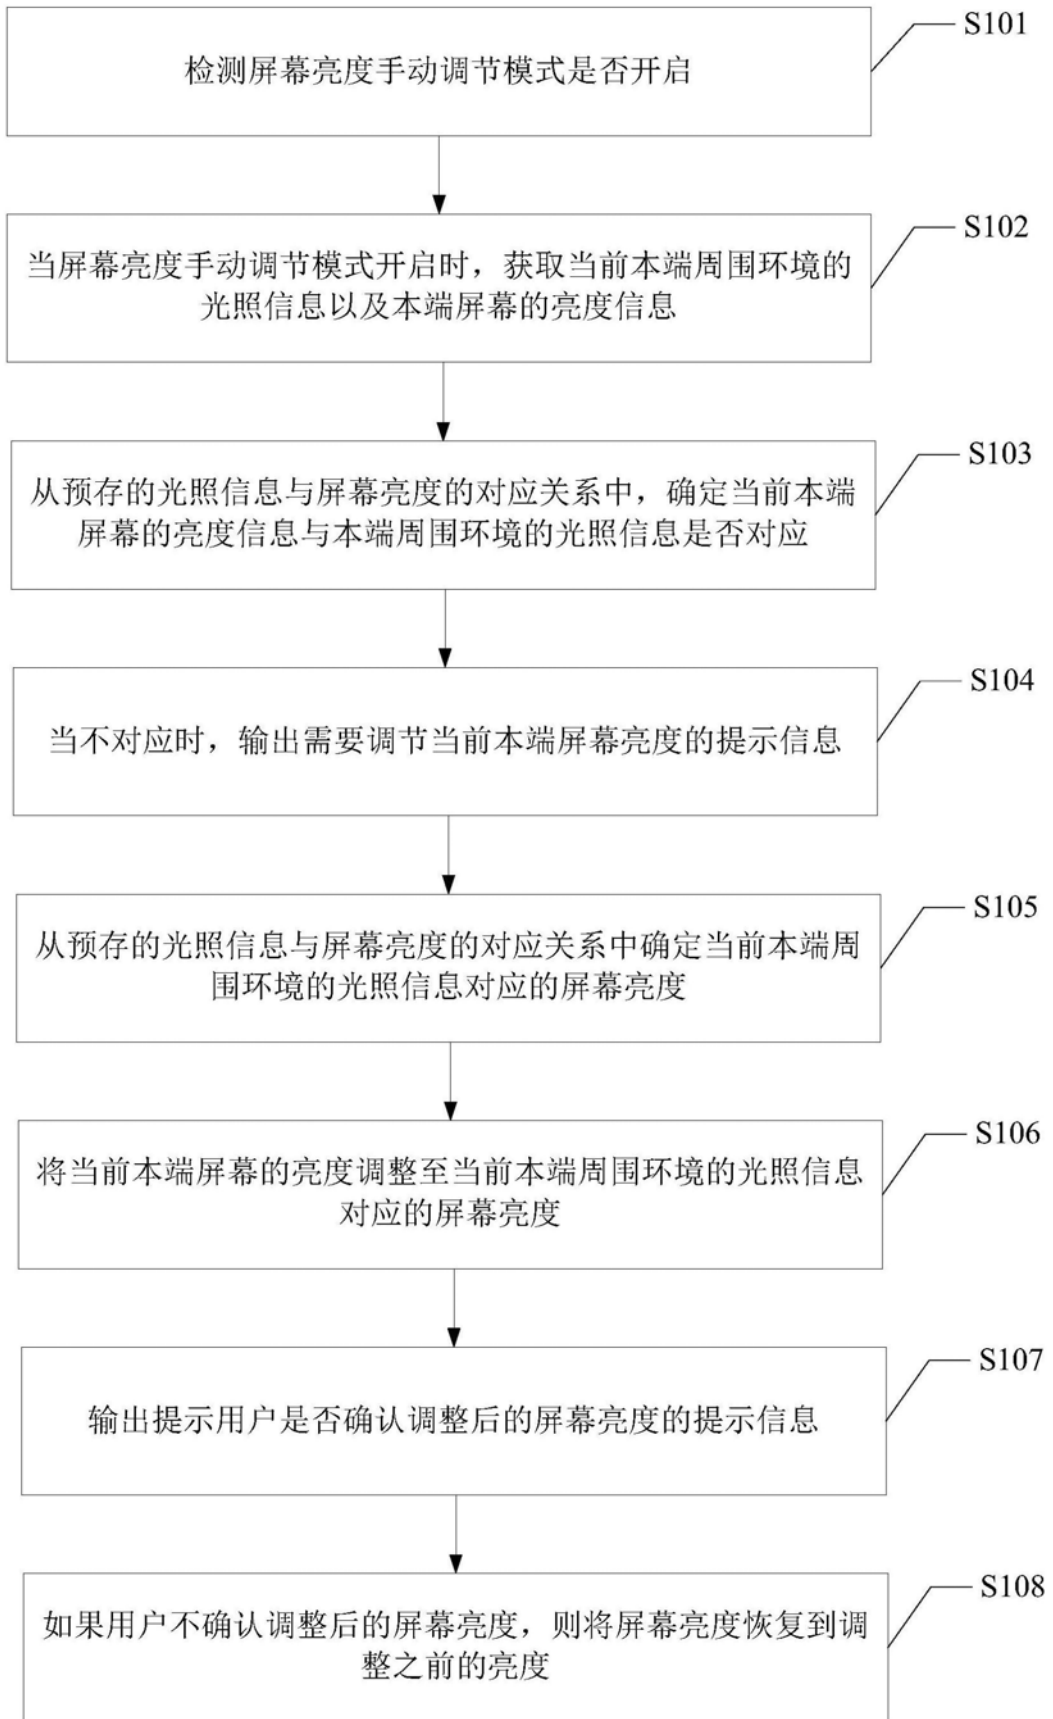 S101
检测屏幕亮度手动调节模式是否开启
S102
当屏幕亮度手动调节模式开启时，获取当前本端周围环境的
光照信息以及本端屏幕的亮度信息
S103
从预存的光照信息与屏幕亮度的对应关系中，确定当前本端
屏幕的亮度信息与本端周围环境的光照信息是否对应
S104
当不对应时，输出需要调节当前本端屏幕亮度的提示信息
S105
从预存的光照信息与屏幕亮度的对应关系中确定当前本端周
围环境的光照信息对应的屏幕亮度
S106
将当前本端屏幕的亮度调整至当前本端周围环境的光照信息
对应的屏幕亮度
S107
输出提示用户是否确认调整后的屏幕亮度的提示信息
S108
如果用户不确认调整后的屏幕亮度，则将屏幕亮度恢复到调
整之前的亮度